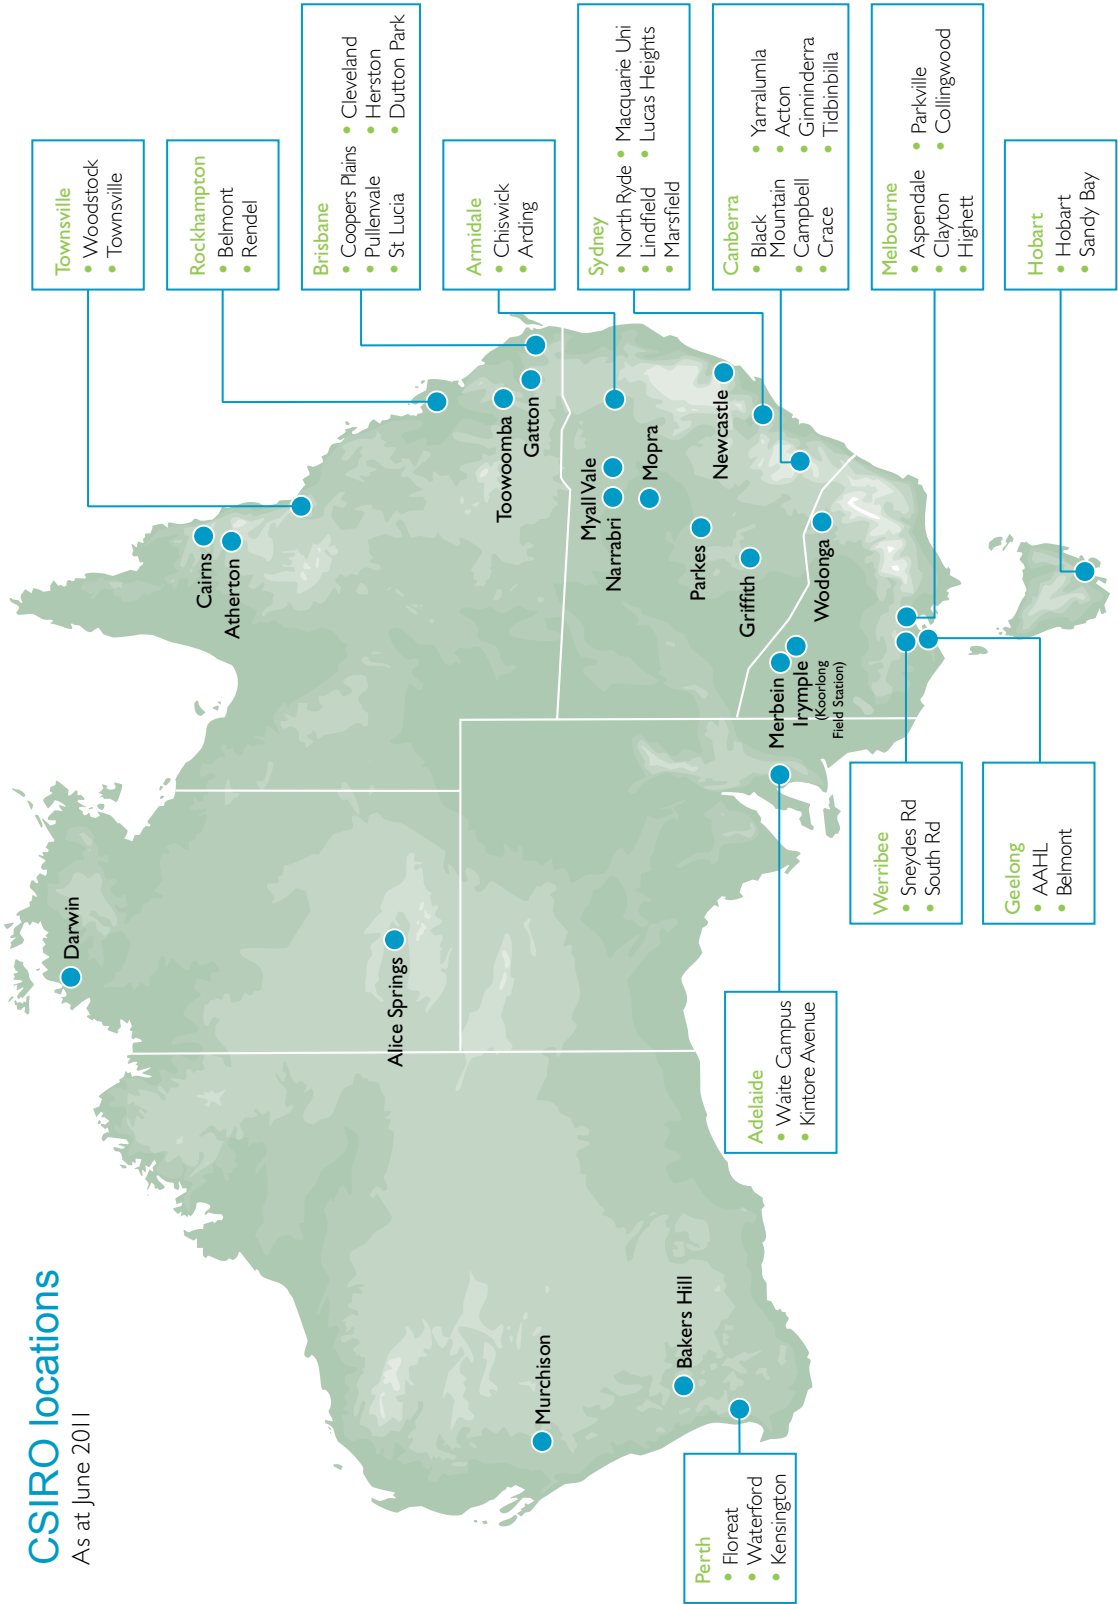 CSIRO locations
As at June 2011
Darwin
Cairns
Atherton
Alice Springs
Toowoomba
Gatton
Myall Vale
Narrabri
Mopra
Newcastle
Parkes
Griffith
Wodonga
Merbein
Irymple
(Koorlong
Field Station)
Murchison
Bakers Hill
Townsville
• Woodstock
• Townsville
Rockhampton
• Belmont
• Rendel
Brisbane
• Coopers Plains
• Pullenvale
• St Lucia
• Cleveland
• Herston
• Dutton Park
Armidale
• Chiswick
• Arding
Sydney
• North Ryde
• Lindfield
• Marsfield
• Macquarie Uni
• Lucas Heights
Canberra
• Black
Mountain
• Campbell
• Crace
• Yarralumla
• Acton
• Ginninderra
• Tidbinbilla
Melbourne
• Aspendale
• Clayton
• Highett
• Parkville
• Collingwood
Hobart
• Hobart
• Sandy Bay
Werribee
• Sneydes Rd
• South Rd
Geelong
• AAHL
• Belmont
Adelaide
• Waite Campus
• Kintore Avenue
Perth
• Floreat
• Waterford
• Kensington